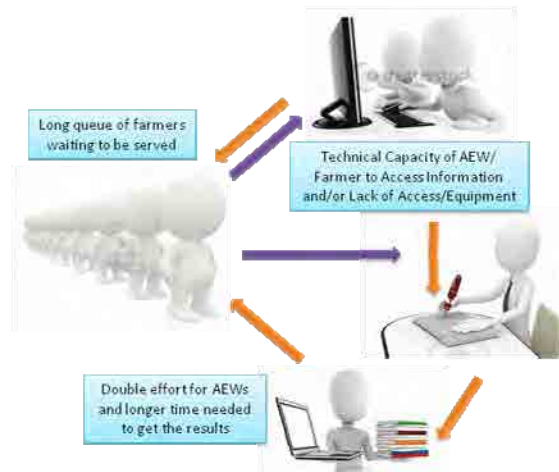 Long queue of farmers
waiting to be served
Technical Capacity of AEW/
Farmer to Access Information
and/or Lack of Access/Equipment
Double effort for AEWs
and longer time needed
to get the results